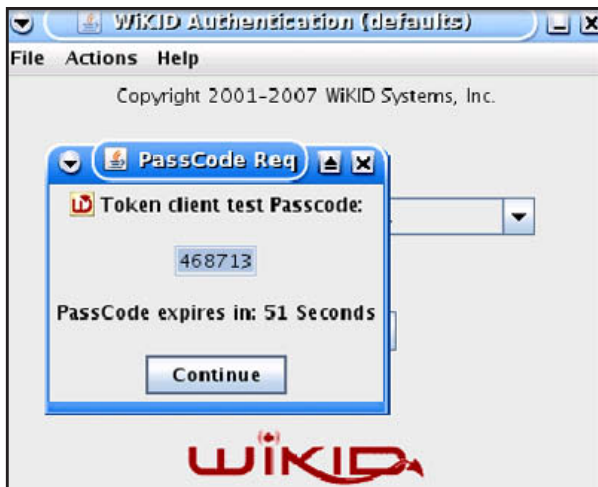 WiKID Authentication (defaults)
File Actions Help
Copyright 2001-2007 WiKID Systems, Inc.
PassCode Req
Token client test Passcode:
468713
PassCode expires in: 51 Seconds
Continue
WiKID